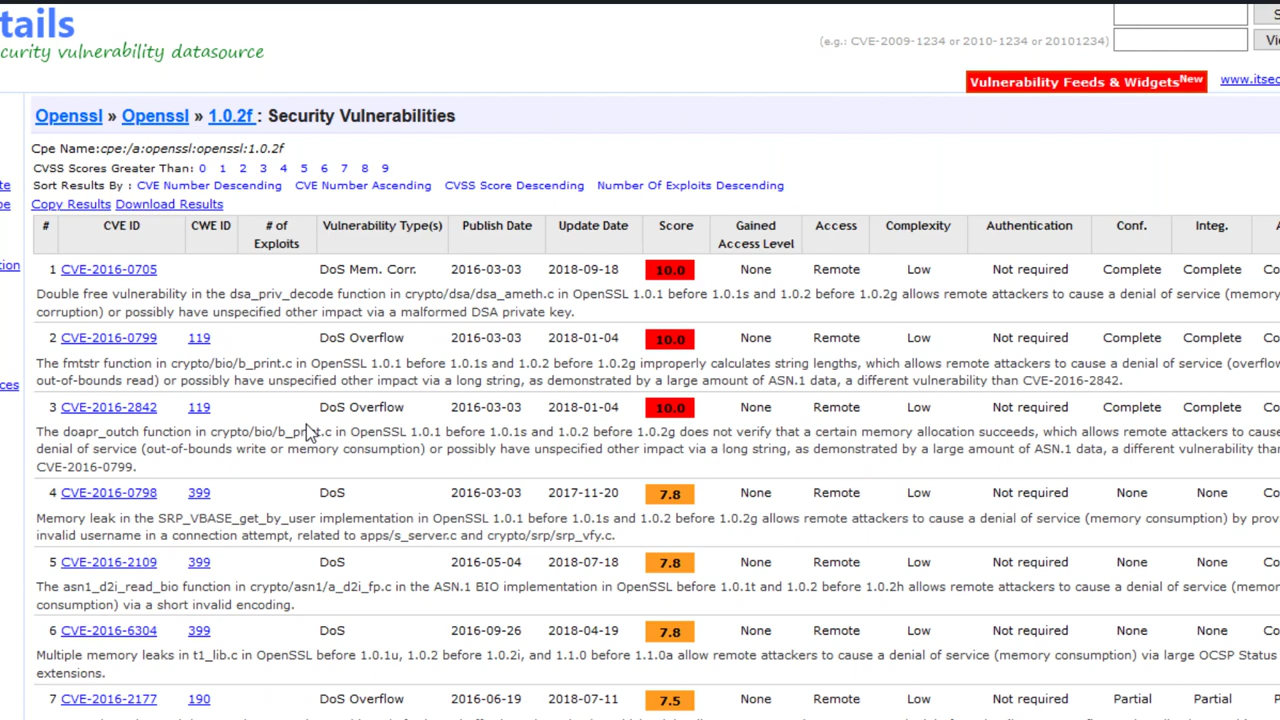 tails
curity vulnerability datasource
(e.g.: CVE-2009-1234 or 2010-1234 or 20101234)
Vulnerability Feeds & Widgets New
Openssl » Openssl » 1.0.2f : Security Vulnerabilities
Cpe Name:cpe:/a:openssl:openssl:1.0.2f
CVSS Scores Greater Than: 0 1 2 3 4 5 6 7 8 9
Sort Results By : CVE Number Descending CVE Number Ascending CVSS Score Descending Number Of Exploits Descending
Copy Results Download Results
# CVE ID CWE ID # of Exploits Vulnerability Type(s) Publish Date Update Date Score Gained Access Level Access Complexity Authentication Conf. Integ.
1 CVE-2016-0705 DoS Mem. Corr. 2016-03-03 2018-09-18 10.0 None Remote Low Not required Complete Complete Co
Double free vulnerability in the dsa_priv_decode function in crypto/dsa/dsa_ameth.c in OpenSSL 1.0.1 before 1.0.1s and 1.0.2 before 1.0.2g allows remote attackers to cause a denial of service (memory
corruption) or possibly have unspecified other impact via a malformed DSA private key.
2 CVE-2016-0799 119 DoS Overflow 2016-03-03 2018-01-04 10.0 None Remote Low Not required Complete Complete Co
The fmtstr function in crypto/bio/b_print.c in OpenSSL 1.0.1 before 1.0.1s and 1.0.2 before 1.0.2g improperly calculates string lengths, which allows remote attackers to cause a denial of service (overflow
out-of-bounds read) or possibly have unspecified other impact via a long string, as demonstrated by a large amount of ASN.1 data, a different vulnerability than CVE-2016-2842.
3 CVE-2016-2842 119 DoS Overflow 2016-03-03 2018-01-04 10.0 None Remote Low Not required Complete Complete Co
The doapr_outch function in crypto/bio/b_print.c in OpenSSL 1.0.1 before 1.0.1s and 1.0.2 before 1.0.2g does not verify that a certain memory allocation succeeds, which allows remote attackers to cause
denial of service (out-of-bounds write or memory consumption) or possibly have unspecified other impact via a long string, as demonstrated by a large amount of ASN.1 data, a different vulnerability than
CVE-2016-0799.
4 CVE-2016-0798 399 DoS 2016-03-03 2017-11-20 7.8 None Remote Low Not required None None Co
Memory leak in the SRP_VBASE_get_by_user implementation in OpenSSL 1.0.1 before 1.0.1s and 1.0.2 before 1.0.2g allows remote attackers to cause a denial of service (memory consumption) by prov
invalid username in a connection attempt, related to apps/s_server.c and crypto/srp/srp_vfy.c.
5 CVE-2016-2109 399 DoS 2016-05-04 2018-07-18 7.8 None Remote Low Not required None None Co
The asn1_d2i_read_bio function in crypto/asn1/a_d2i_fp.c in the ASN.1 BIO implementation in OpenSSL before 1.0.1t and 1.0.2 before 1.0.2h allows remote attackers to cause a denial of service (memor
consumption) via a short invalid encoding.
6 CVE-2016-6304 399 DoS 2016-09-26 2018-04-19 7.8 None Remote Low Not required None None Co
Multiple memory leaks in t1_lib.c in OpenSSL before 1.0.1u, 1.0.2 before 1.0.2i, and 1.1.0 before 1.1.0a allow remote attackers to cause a denial of service (memory consumption) via large OCSP Status
extensions.
7 CVE-2016-2177 190 DoS Overflow 2016-06-19 2018-07-11 7.5 None Remote Low Not required Partial Partial P